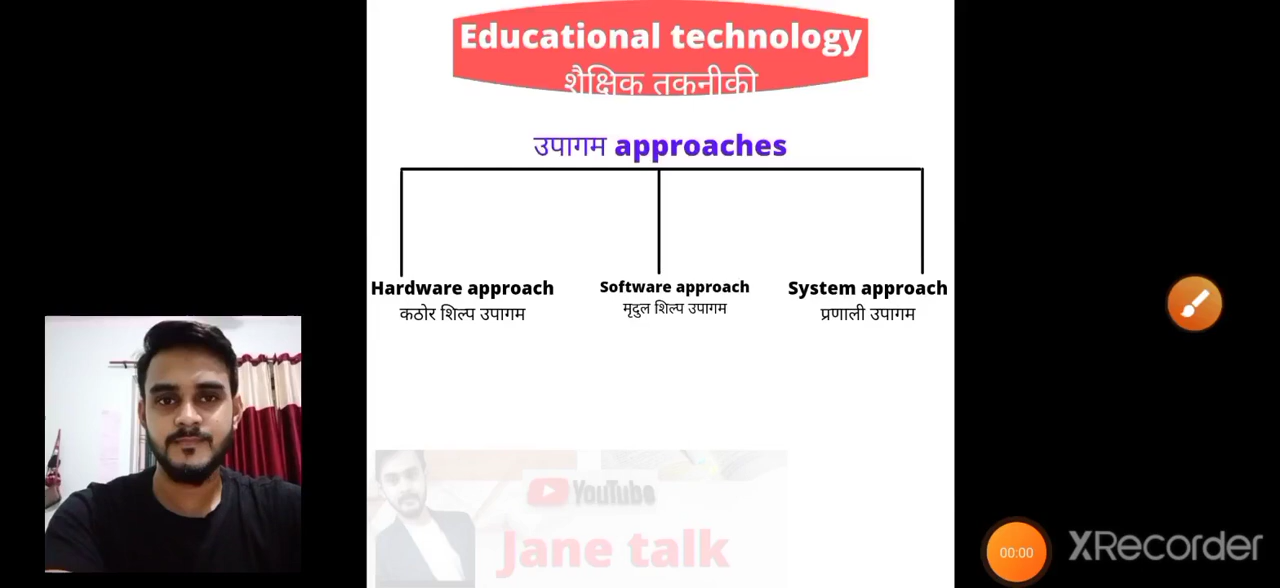 Educational technology
शैक्षिक तकनीकी
उपागम approaches
Hardware approach
कठोर शिल्प उपागम
Software approach
मृदुल शिल्प उपागम
System approach
प्रणाली उपागम
YouTube
Jane talk
00:00
XRecorder